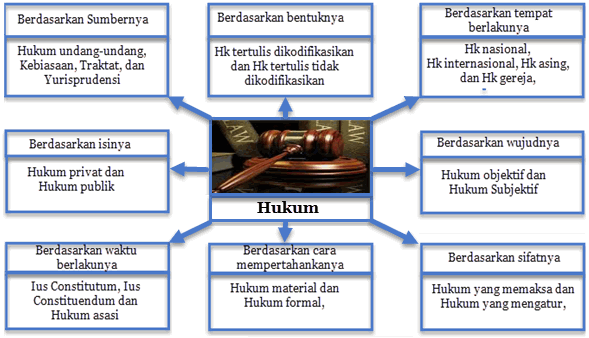 Berdasarkan Sumbernya
Hukum undang-undang,
Kebiasaan, Traktat, dan
Yurisprudensi
Berdasarkan bentuknya
Hk tertulis dikodifikasikan
dan Hk tertulis tidak
dikodifikasikan
Berdasarkan tempat
berlakunya
Hk nasional,
Hk internasional, Hk asing,
dan Hk gereja,
Berdasarkan isinya
Hukum privat dan
Hukum publik
LAW
LAW
Hukum
Berdasarkan wujudnya
Hukum objektif dan
Hukum Subjektif
Berdasarkan waktu
berlakunya
Ius Constitutum, Ius
Constituendum dan
Hukum asasi
Berdasarkan cara
mempertahankanya
Hukum material dan
Hukum formal,
Berdasarkan sifatnya
Hukum yang memaksa dan
Hukum yang mengatur,